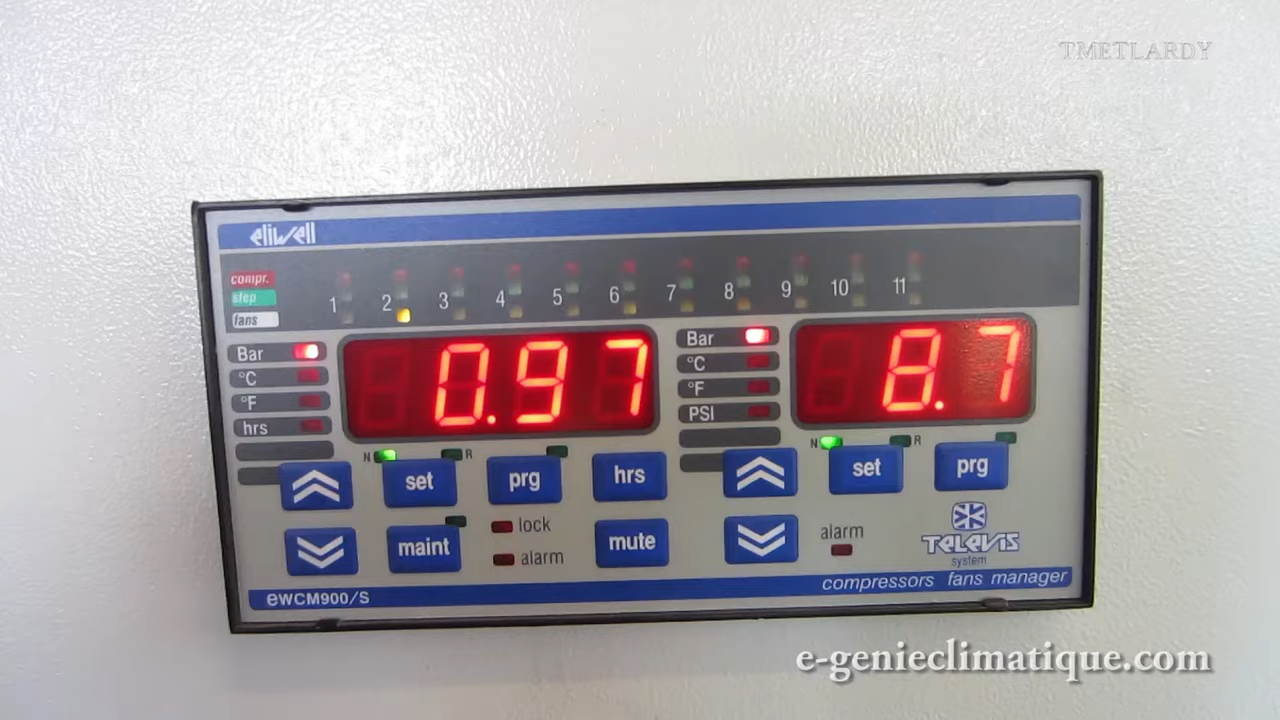 TMETLARDY
eliwell
compr.
step
fans
1 2 3 4 5 6 7 8 9 10 11
Bar
°C
°F
hrs
0.97
Bar
°C
°F
PSI
8.7
N R
set prg hrs
maint
lock
alarm
mute
N R
set prg
alarm
TELEVIS
system
compressors fans manager
eWCM900/S
e-genieclimatique.com